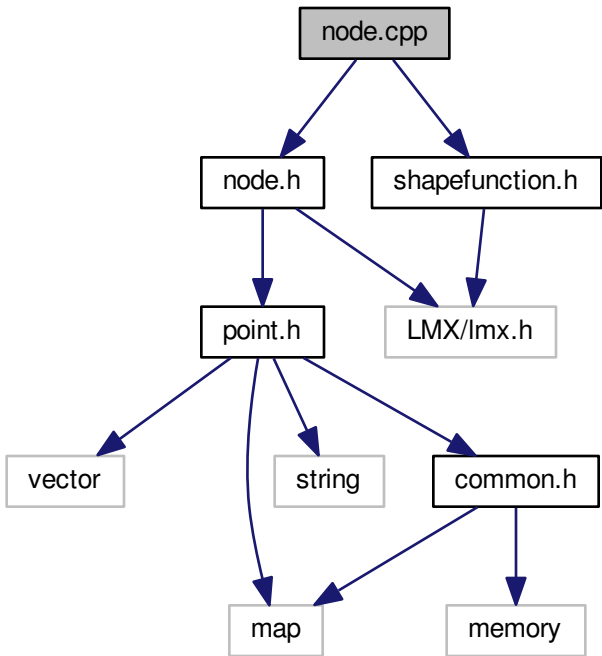 node.cpp
node.h
shapefunction.h
point.h
LMX/lmx.h
vector
string
common.h
map
memory